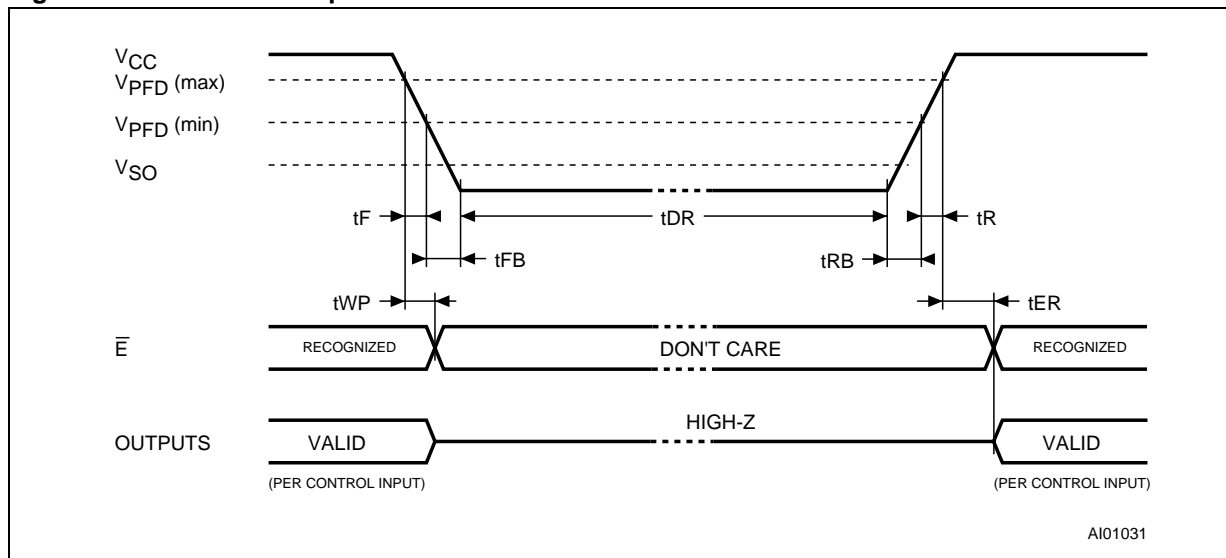 VCC
VPFD (max)
VPFD (min)
VSO
tF
tDR
tR
tFB
tRB
tWP
tER
E̅
RECOGNIZED
DON'T CARE
RECOGNIZED
HIGH-Z
OUTPUTS
VALID
VALID
(PER CONTROL INPUT)
(PER CONTROL INPUT)
AI01031